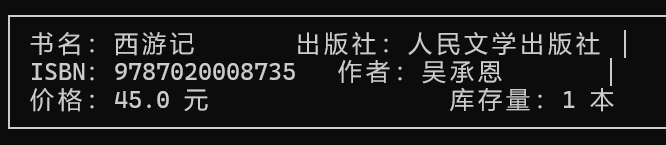 书名：西游记 出版社：人民文学出版社
ISBN：9787020008735 作者：吴承恩
价格：45.0 元 库存量：1 本